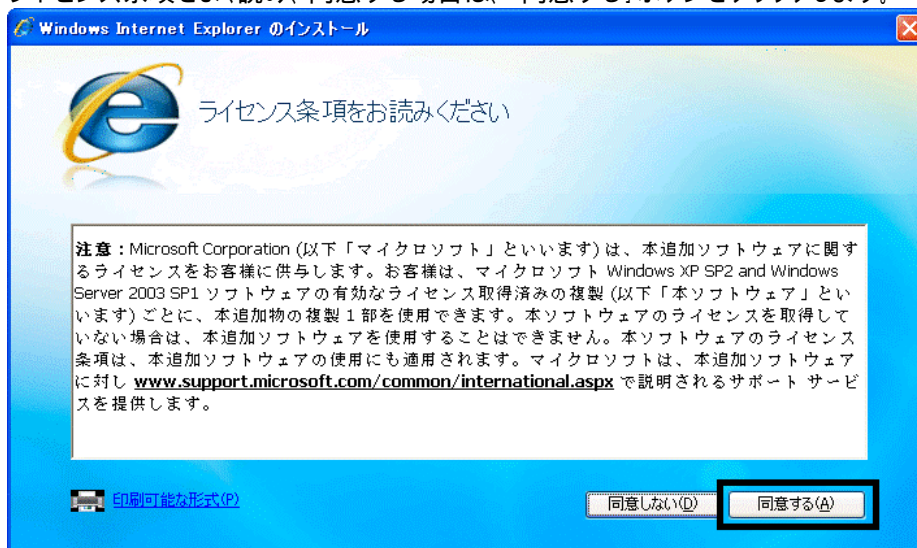 Windows Internet Explorer のインストール
ライセンス条項をお読みください
注意：Microsoft Corporation (以下「マイクロソフト」といいます) は、本追加ソフトウェアに関す
るライセンスをお客様に供与します。お客様は、マイクロソフト Windows XP SP2 and Windows
Server 2003 SP1 ソフトウェアの有効なライセンス取得済みの複製 (以下「本ソフトウェア」とい
います) ごとに、本追加物の複製 1 部を使用できます。本ソフトウェアのライセンスを取得して
いない場合は、本追加ソフトウェアを使用することはできません。本ソフトウェアのライセンス
条項は、本追加ソフトウェアの使用にも適用されます。マイクロソフトは、本追加ソフトウェア
に対し www.support.microsoft.com/common/international.aspx で説明されるサポート サービ
スを提供します。
印刷可能な形式(P)
同意しない(D)
同意する(A)